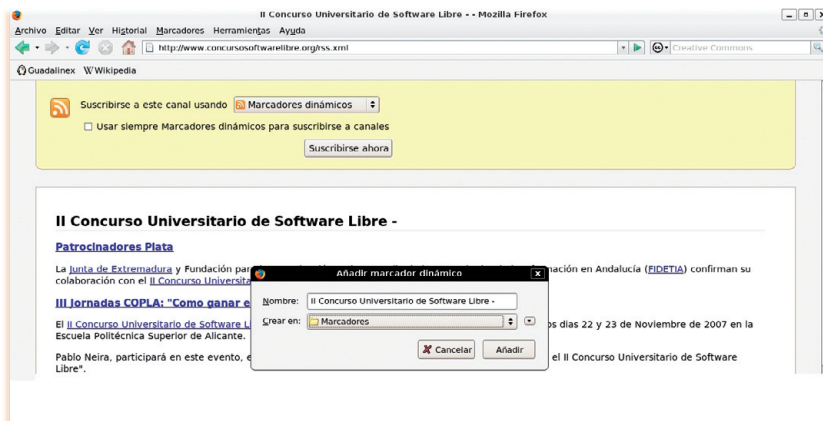 II Concurso Universitario de Software Libre - - Mozilla Firefox
Archivo Editar Ver Historial Marcadores Herramientas Ayuda
http://www.concursosoftwarelibre.org/rss.xml
Creative Commons
Guadalinex Wikipedia
Suscribirse a este canal usando Marcadores dinámicos
Usar siempre Marcadores dinámicos para suscribirse a canales
Suscribirse ahora
II Concurso Universitario de Software Libre -
Patrocinadores Plata
La Junta de Extremadura y Fundación par mación en Andalucía (FIDETIA) confirman su
colaboración con el II Concurso Universita
III Jornadas COPLA: "Como ganar e
El II Concurso Universitario de Software L os dias 22 y 23 de Noviembre de 2007 en la
Escuela Politécnica Superior de Alicante.
Pablo Neira, participará en este evento, e el II Concurso Universitario de Software
Libre".
Añadir marcador dinámico
Nombre: II Concurso Universitario de Software Libre -
Crear en: Marcadores
Cancelar Añadir